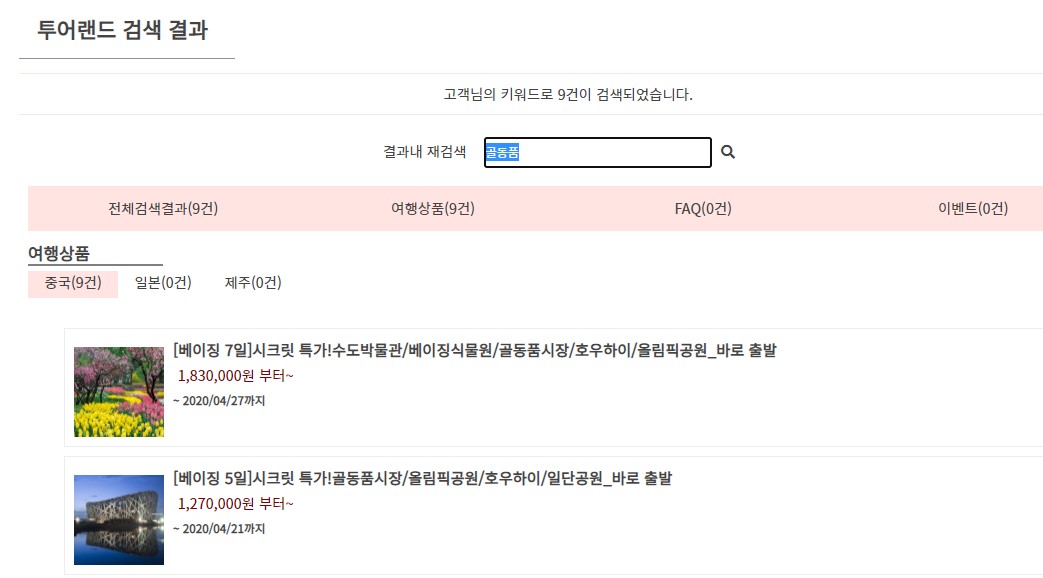 투어랜드 검색 결과
고객님의 키워드로 9건이 검색되었습니다.
결과내 재검색 골동품
전체검색결과(9건) 여행상품(9건) FAQ(0건) 이벤트(0건)
여행상품
중국(9건) 일본(0건) 제주(0건)
[베이징 7일]시크릿 특가!수도박물관/베이징식물원/골동품시장/호우하이/올림픽공원_바로 출발
1,830,000원 부터~
~ 2020/04/27까지
[베이징 5일]시크릿 특가!골동품시장/올림픽공원/호우하이/일단공원_바로 출발
1,270,000원 부터~
~ 2020/04/21까지